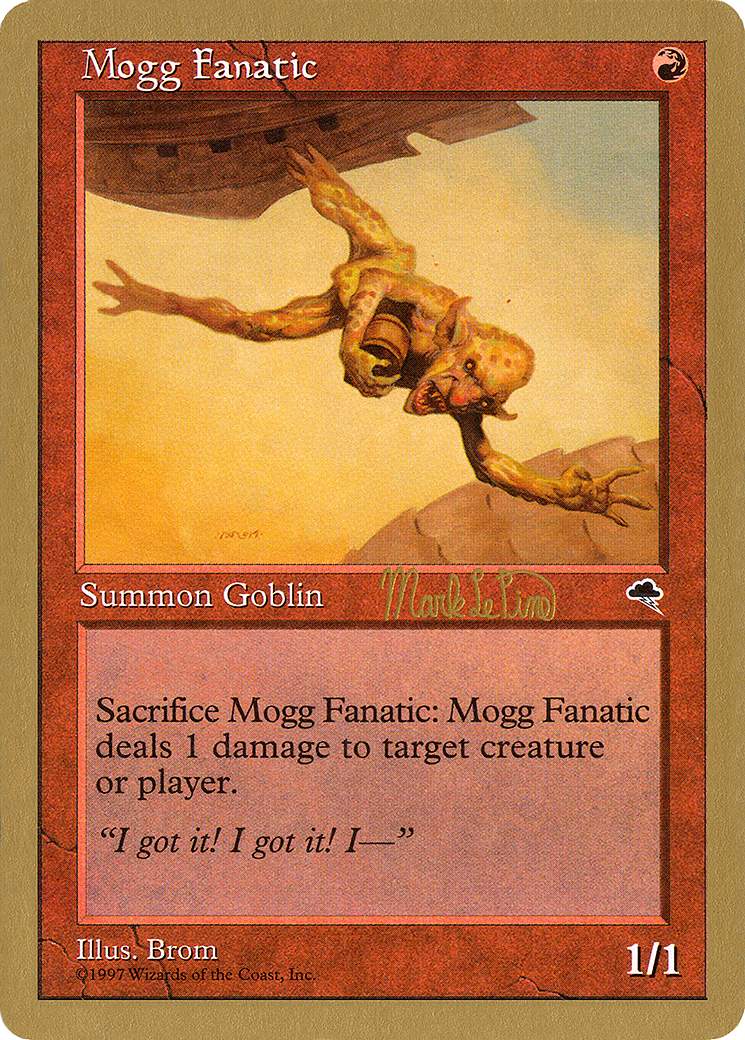 Mogg Fanatic
Summon Goblin
Mark Le Pine
Sacrifice Mogg Fanatic: Mogg Fanatic
deals 1 damage to target creature
or player.
“I got it! I got it! I—”
Illus. Brom
©1997 Wizards of the Coast, Inc.
1/1